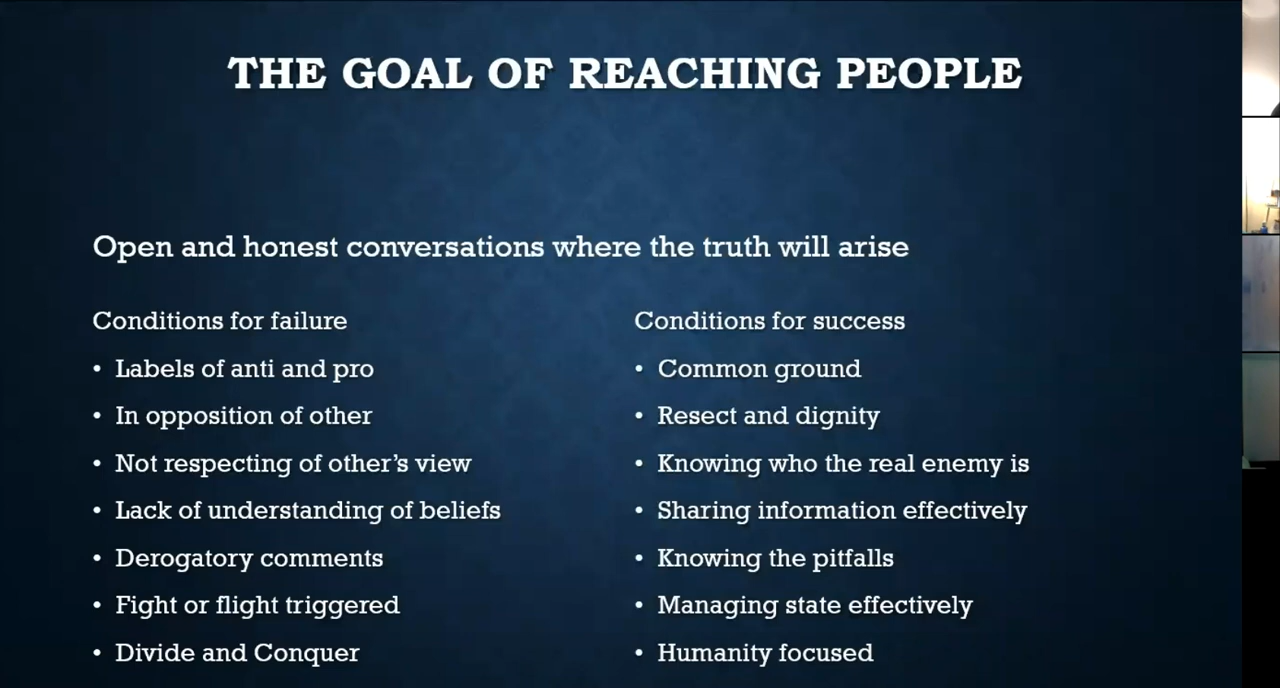 THE GOAL OF REACHING PEOPLE
Open and honest conversations where the truth will arise
Conditions for failure
• Labels of anti and pro
• In opposition of other
• Not respecting of other's view
• Lack of understanding of beliefs
• Derogatory comments
• Fight or flight triggered
• Divide and Conquer
Conditions for success
• Common ground
• Resect and dignity
• Knowing who the real enemy is
• Sharing information effectively
• Knowing the pitfalls
• Managing state effectively
• Humanity focused